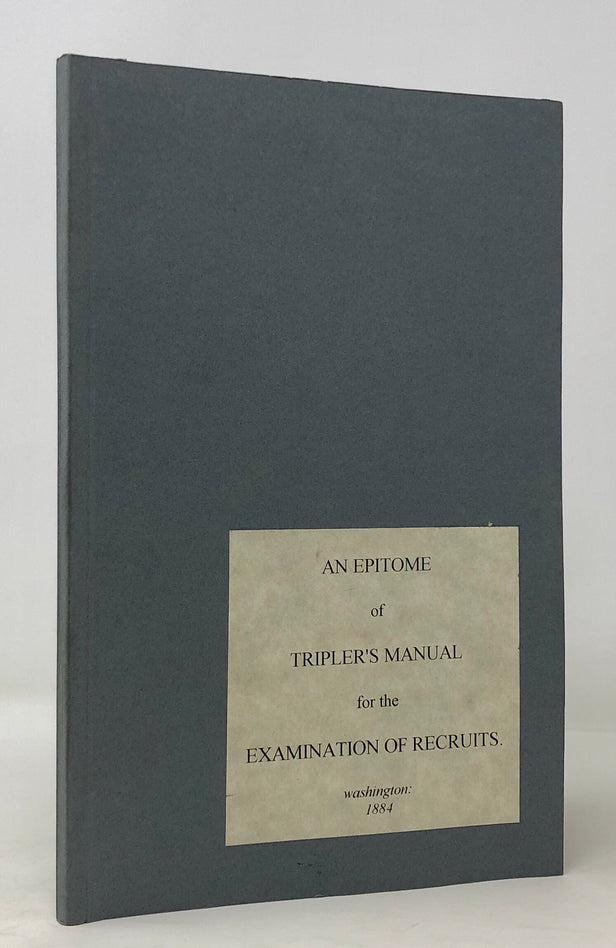 AN EPITOME
of
TRIPLER'S MANUAL
for the
EXAMINATION OF RECRUITS.
washington:
1884